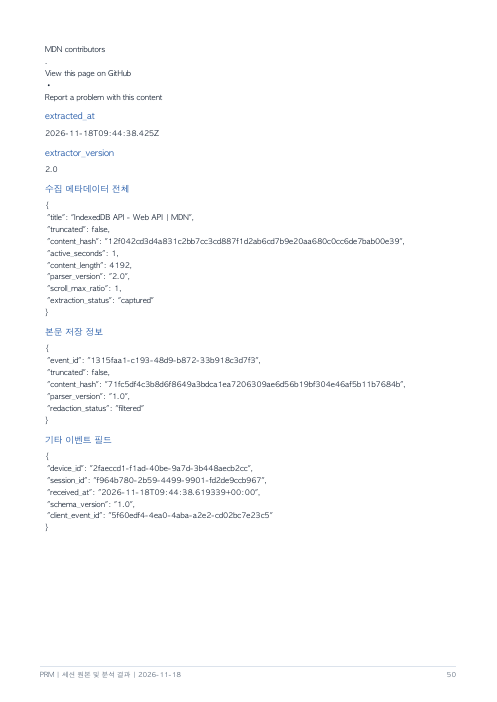 MDN contributors
.
View this page on GitHub
•
Report a problem with this content
extracted_at
2026-11-18T09:44:38.425Z
extractor_version
2.0
수집 메타데이터 전체
{
"title": "IndexedDB API - Web API | MDN",
"truncated": false,
"content_hash": "12f042cd3d4a831c2bb7cc3cd887f1d2ab6cd7b9e20aa680c0cc6de7bab00e39",
"active_seconds": 1,
"content_length": 4192,
"parser_version": "2.0",
"scroll_max_ratio": 1,
"extraction_status": "captured"
}
본문 저장 정보
{
"event_id": "1315faa1-c193-48d9-b872-33b918c3d7f3",
"truncated": false,
"content_hash": "71fc5df4c3b8d6f8649a3bdca1ea7206309ae6d56b19bf304e46af5b11b7684b",
"parser_version": "1.0",
"redaction_status": "filtered"
}
기타 이벤트 필드
{
"device_id": "2faeccd1-f1ad-40be-9a7d-3b448aecb2cc",
"session_id": "f964b780-2b59-4499-9901-fd2de9ccb967",
"received_at": "2026-11-18T09:44:38.619339+00:00",
"schema_version": "1.0",
"client_event_id": "5f60edf4-4ea0-4aba-a2e2-cd02bc7e23c5"
}
PRM | 세션 원본 및 분석 결과 | 2026-11-18
50